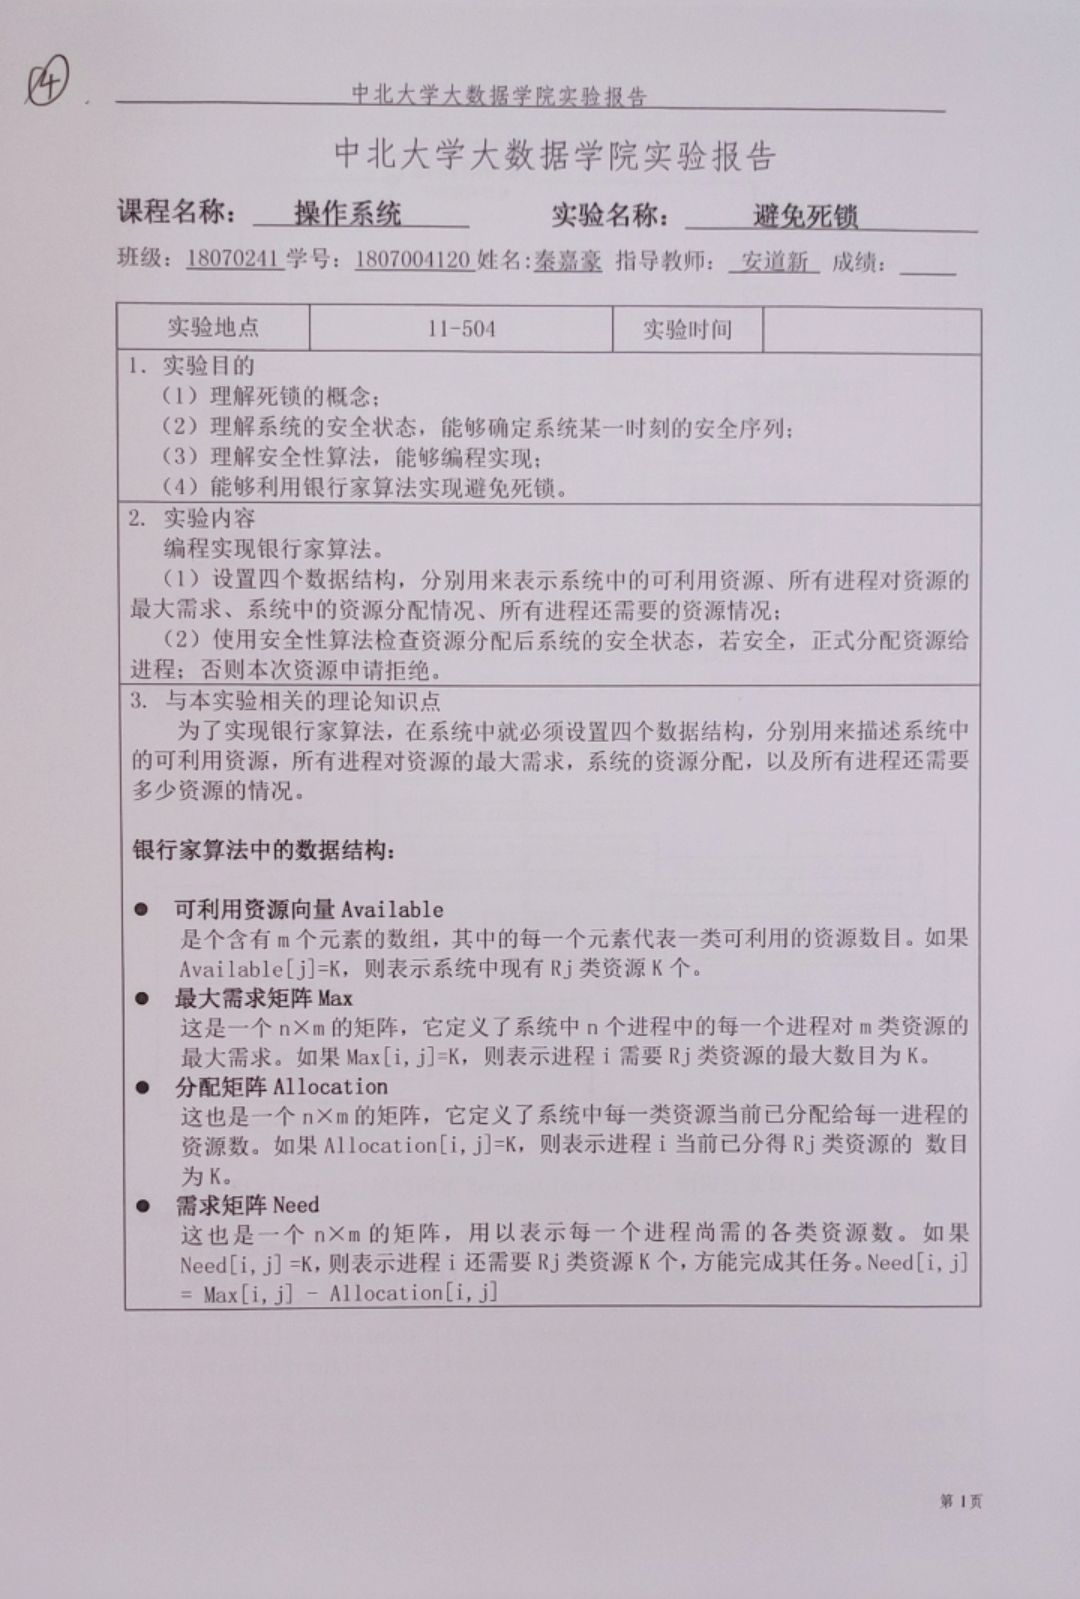 ④
中北大学大数据学院实验报告
中北大学大数据学院实验报告
课程名称： 操作系统 实验名称： 避免死锁
班级：18070241 学号：1807004120 姓名:秦嘉豪 指导教师： 安道新 成绩：
实验地点 11-504 实验时间
1. 实验目的
（1）理解死锁的概念；
（2）理解系统的安全状态，能够确定系统某一时刻的安全序列；
（3）理解安全性算法，能够编程实现；
（4）能够利用银行家算法实现避免死锁。
2. 实验内容
编程实现银行家算法。
（1）设置四个数据结构，分别用来表示系统中的可利用资源、所有进程对资源的
最大需求、系统中的资源分配情况、所有进程还需要的资源情况；
（2）使用安全性算法检查资源分配后系统的安全状态，若安全，正式分配资源给
进程；否则本次资源申请拒绝。
3. 与本实验相关的理论知识点
为了实现银行家算法，在系统中就必须设置四个数据结构，分别用来描述系统中
的可利用资源，所有进程对资源的最大需求，系统的资源分配，以及所有进程还需要
多少资源的情况。
银行家算法中的数据结构：
● 可利用资源向量 Available
是个含有 m 个元素的数组，其中的每一个元素代表一类可利用的资源数目。如果
Available[j]=K，则表示系统中现有 Rj 类资源 K 个。
● 最大需求矩阵 Max
这是一个 n×m 的矩阵，它定义了系统中 n 个进程中的每一个进程对 m 类资源的
最大需求。如果 Max[i,j]=K，则表示进程 i 需要 Rj 类资源的最大数目为 K。
● 分配矩阵 Allocation
这也是一个 n×m 的矩阵，它定义了系统中每一类资源当前已分配给每一进程的
资源数。如果 Allocation[i,j]=K，则表示进程 i 当前已分得 Rj 类资源的 数目
为 K。
● 需求矩阵 Need
这也是一个 n×m 的矩阵，用以表示每一个进程尚需的各类资源数。如果
Need[i,j] =K，则表示进程 i 还需要 Rj 类资源 K 个，方能完成其任务。Need[i,j]
= Max[i,j] - Allocation[i,j]
第 1页